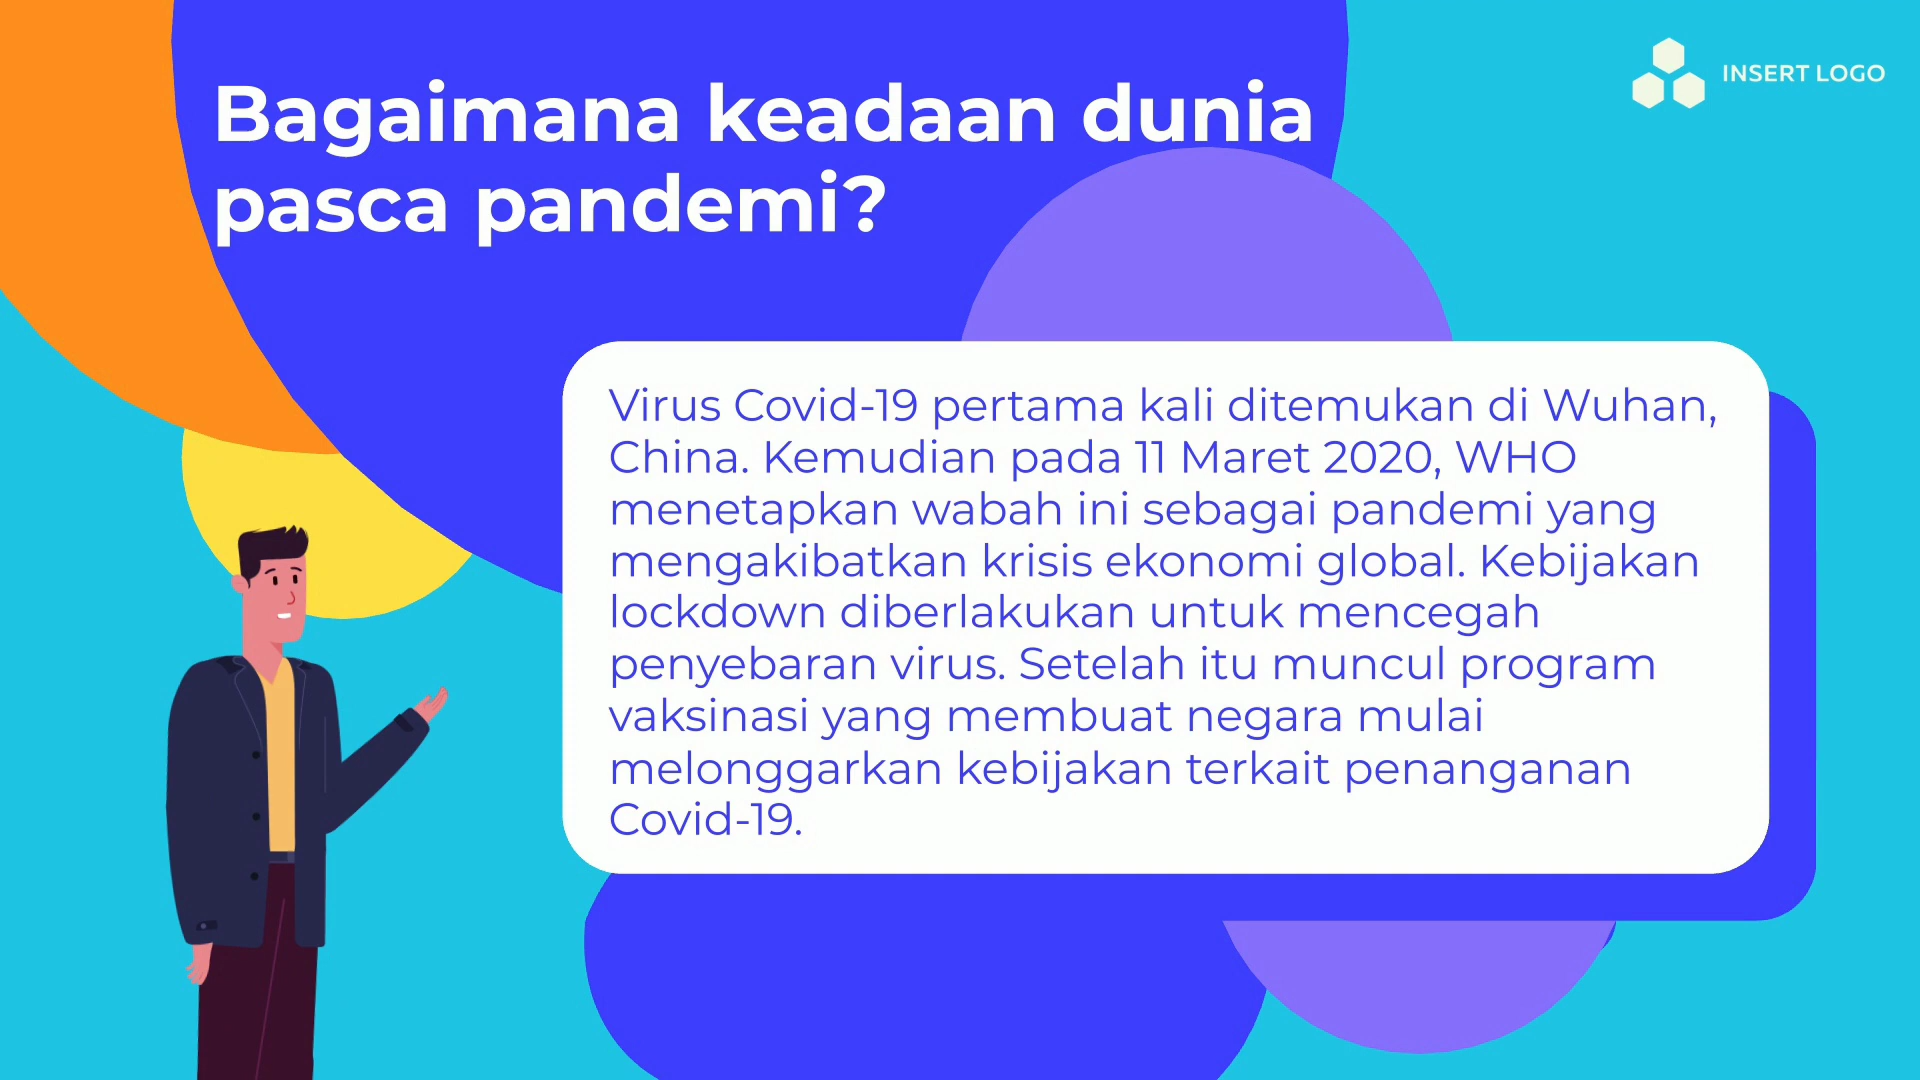 INSERT LOGO
Bagaimana keadaan dunia
pasca pandemi?
Virus Covid-19 pertama kali ditemukan di Wuhan,
China. Kemudian pada 11 Maret 2020, WHO
menetapkan wabah ini sebagai pandemi yang
mengakibatkan krisis ekonomi global. Kebijakan
lockdown diberlakukan untuk mencegah
penyebaran virus. Setelah itu muncul program
vaksinasi yang membuat negara mulai
melonggarkan kebijakan terkait penanganan
Covid-19.